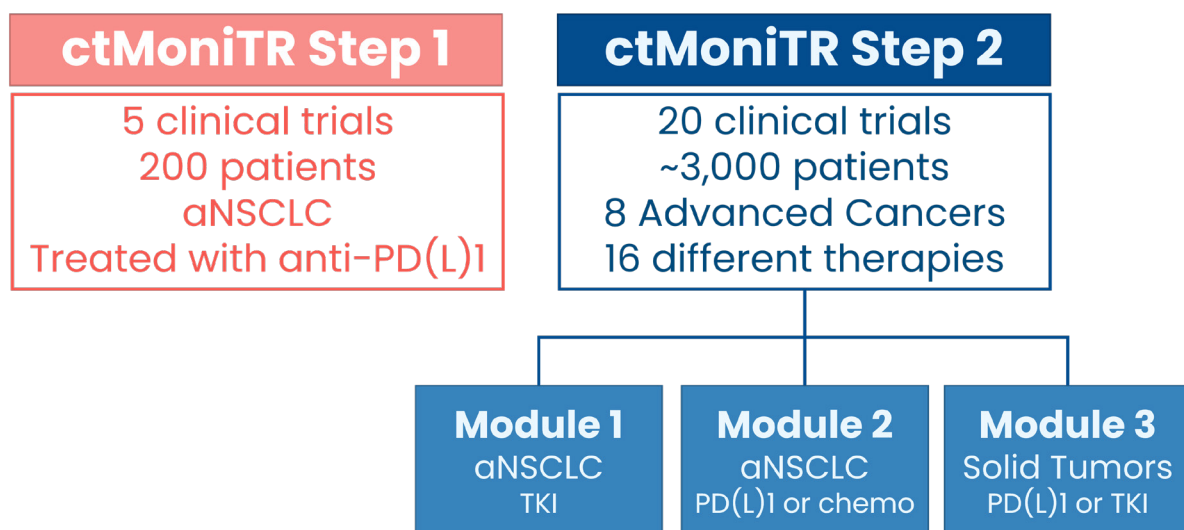 ctMoniTR Step 1
5 clinical trials
200 patients
aNSCLC
Treated with anti-PD(L)1
ctMoniTR Step 2
20 clinical trials
~3,000 patients
8 Advanced Cancers
16 different therapies
Module 1
aNSCLC
TKI
Module 2
aNSCLC
PD(L)1 or chemo
Module 3
Solid Tumors
PD(L)1 or TKI